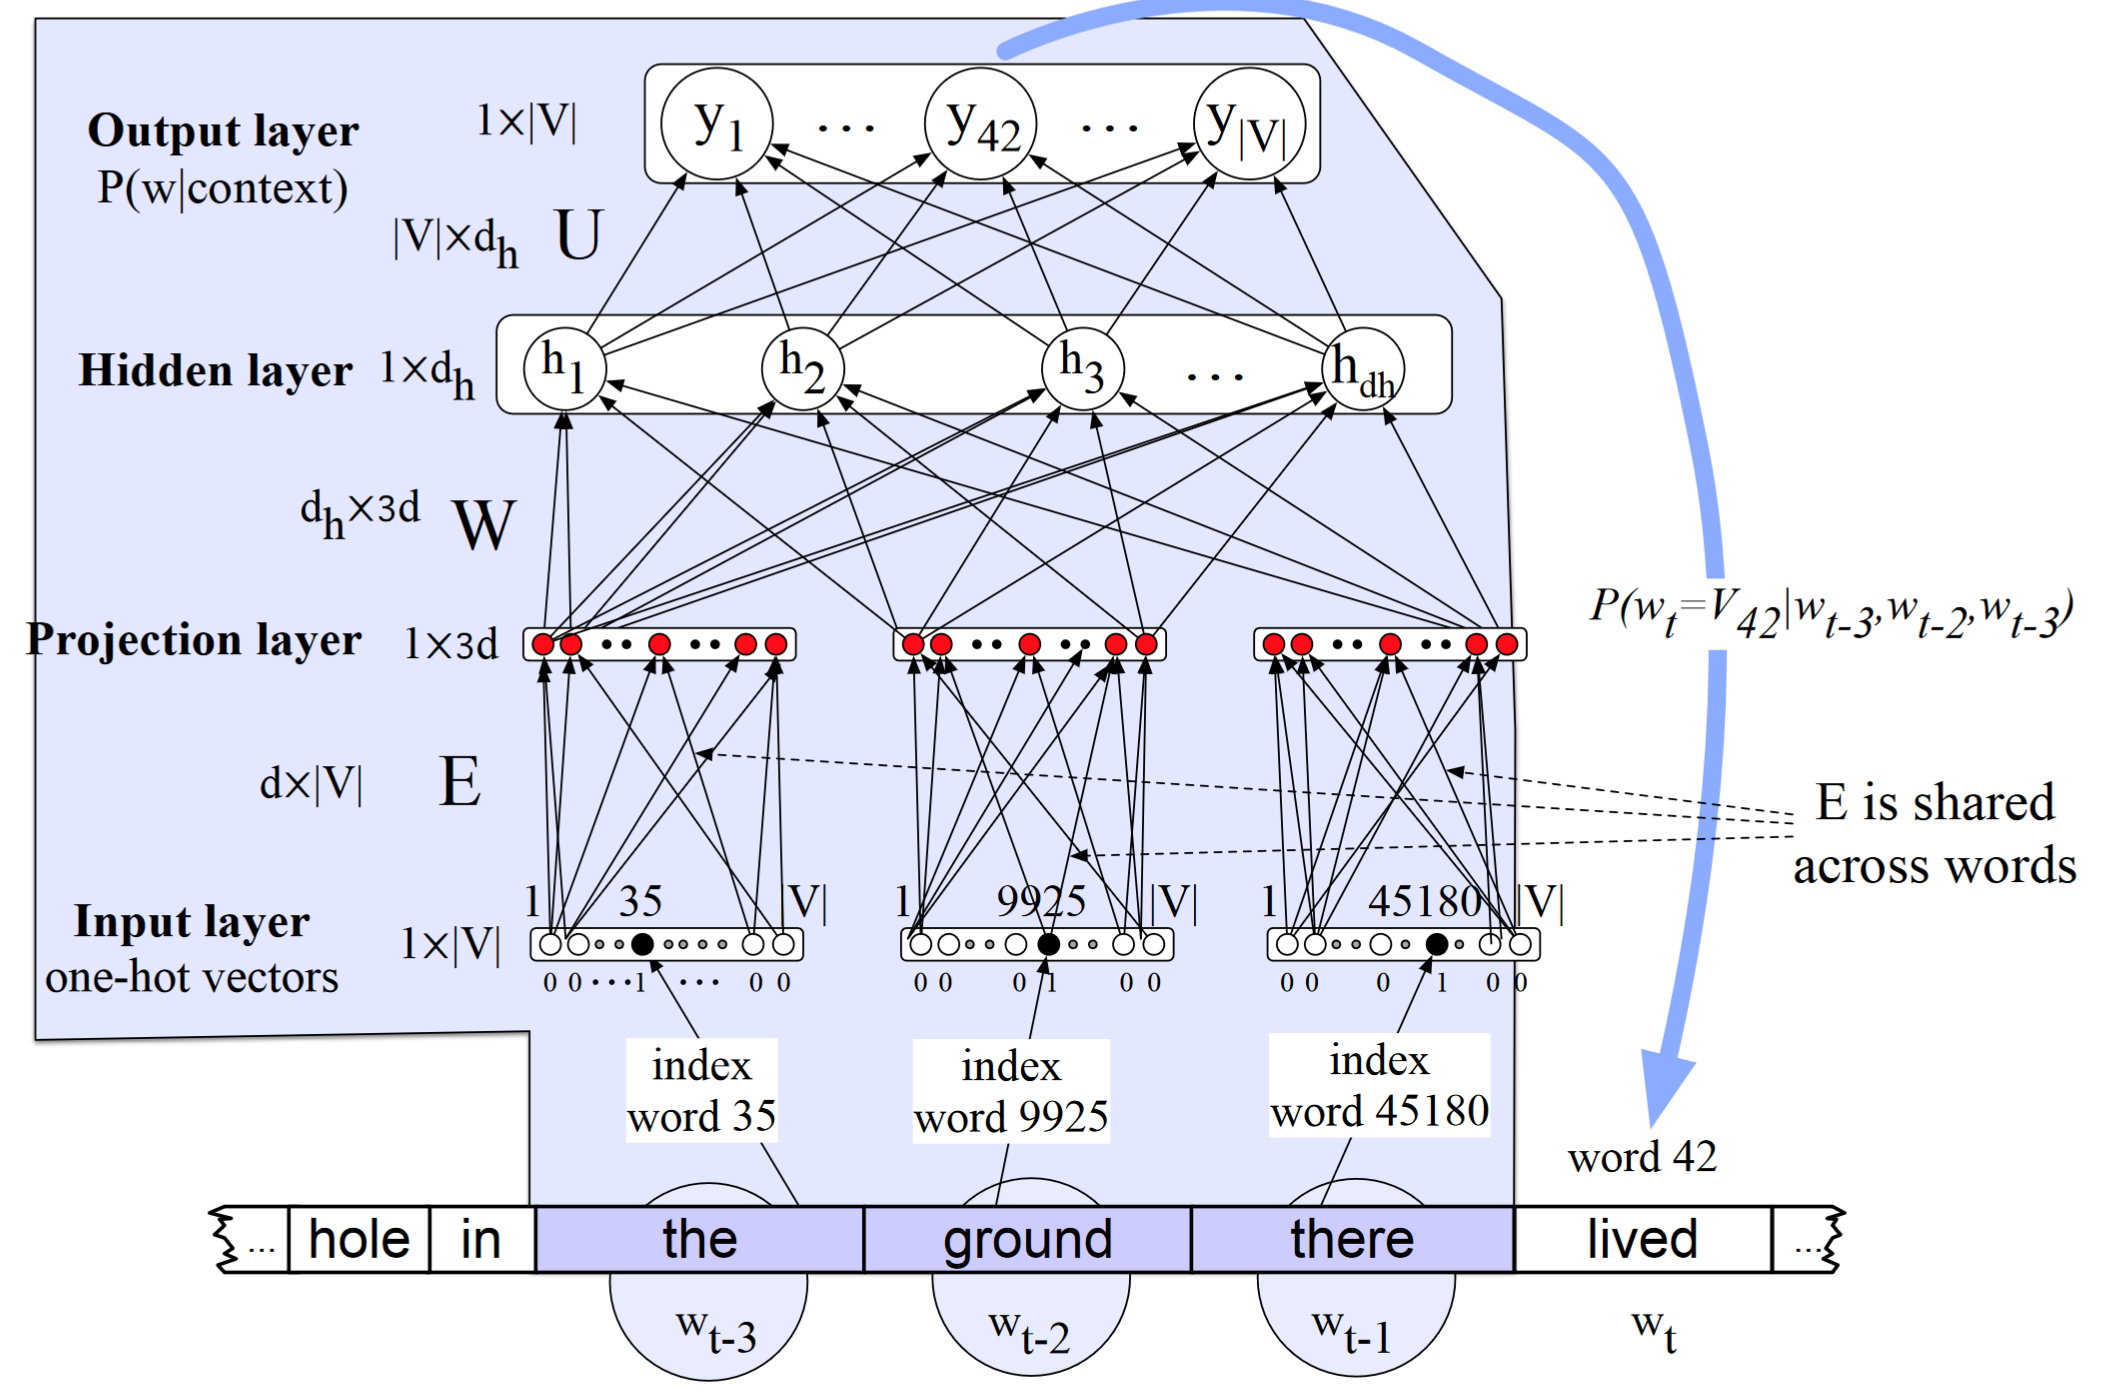 Output layer 1×|V| y1 ... y42 ... y|V|
P(w|context)
|V|×dh U
Hidden layer 1×dh h1 h2 h3 ... hdh
dh×3d W
P(wt=V42|wt-3,wt-2,wt-3)
Projection layer 1×3d
d×|V| E
E is shared
across words
1 35 |V| 1 9925 |V| 1 45180 |V|
Input layer
one-hot vectors
1×|V|
0 0 ...1 ... 0 0 0 0 0 1 0 0 0 0 0 1 0 0
index
word 35
index
word 9925
index
word 45180
word 42
... hole in the ground there lived ...
wt-3 wt-2 wt-1 wt